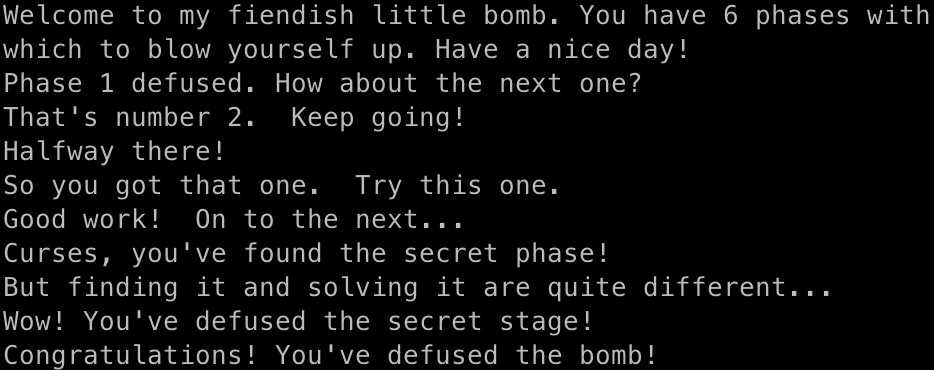 Welcome to my fiendish little bomb. You have 6 phases with
which to blow yourself up. Have a nice day!
Phase 1 defused. How about the next one?
That's number 2.  Keep going!
Halfway there!
So you got that one.  Try this one.
Good work!  On to the next...
Curses, you've found the secret phase!
But finding it and solving it are quite different...
Wow! You've defused the secret stage!
Congratulations! You've defused the bomb!